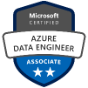 Microsoft
CERTIFIED
AZURE
DATA ENGINEER
ASSOCIATE